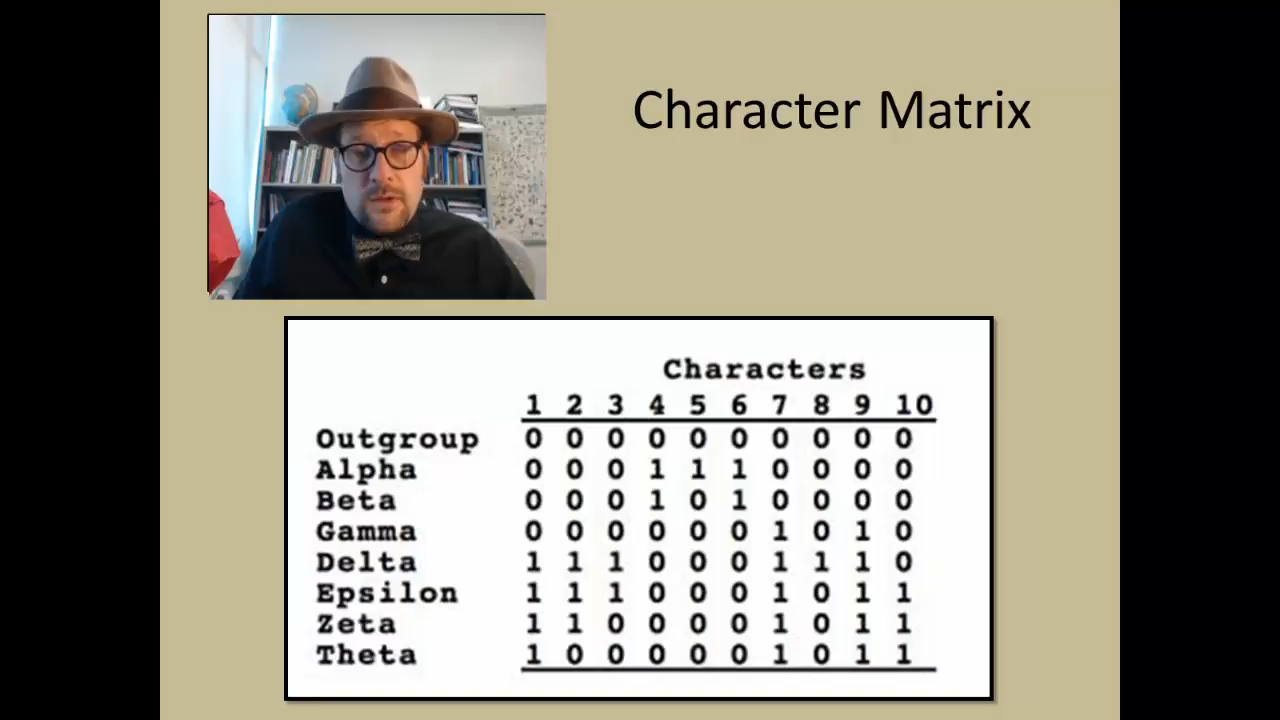 Character Matrix
Characters
1 2 3 4 5 6 7 8 9 10
Outgroup 0 0 0 0 0 0 0 0 0 0
Alpha 0 0 0 1 1 1 0 0 0 0
Beta 0 0 0 1 0 1 0 0 0 0
Gamma 0 0 0 0 0 0 1 0 1 0
Delta 1 1 1 0 0 0 1 1 1 0
Epsilon 1 1 1 0 0 0 1 0 1 1
Zeta 1 1 0 0 0 0 1 0 1 1
Theta 1 0 0 0 0 0 1 0 1 1